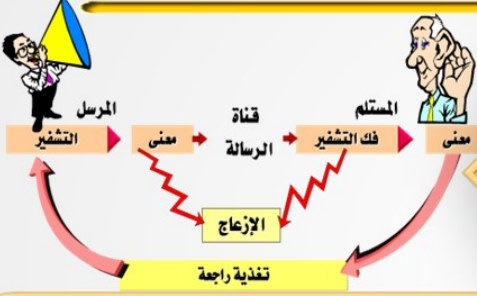 المرسل
المستلم
التشفير
معنى
قناة
الرسالة
فك التشفير
معنى
الإزعاج
تغذية راجعة